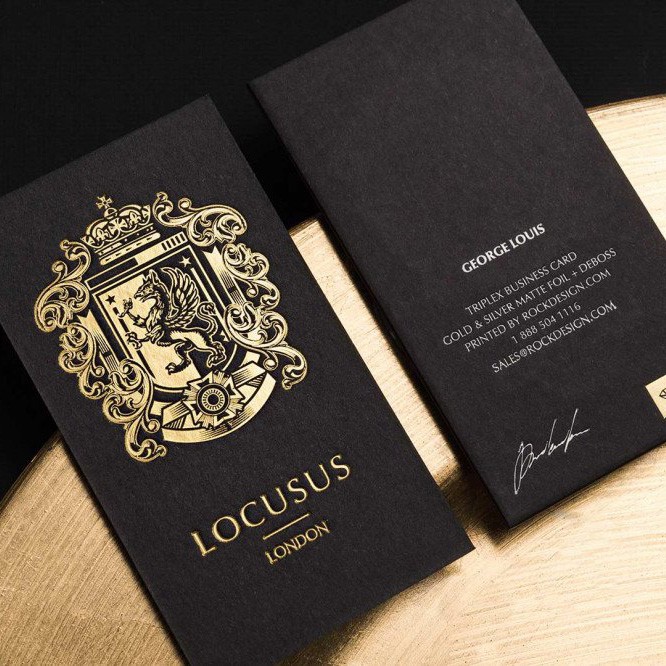 LOCUSUS
LONDON
GEORGE LOUIS
TRIPLEX BUSINESS CARD
GOLD & SILVER MATTE FOIL + DEBOSS
PRINTED BY ROCKDESIGN.COM
1 888 504 1116
SALES@ROCKDESIGN.COM